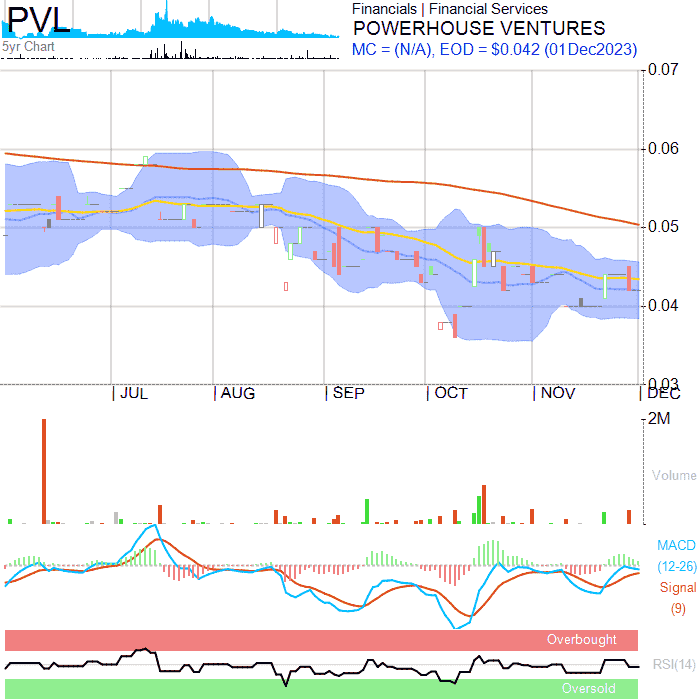 PVL
Financials | Financial Services
POWERHOUSE VENTURES
MC = (N/A), EOD = $0.042 (01Dec2023)
5yr Chart
0.07
0.06
0.05
0.04
0.03
JUL
AUG
SEP
OCT
NOV
DEC
2M
Volume
MACD
(12-26)
Signal
(9)
Overbought
RSI(14)
Oversold